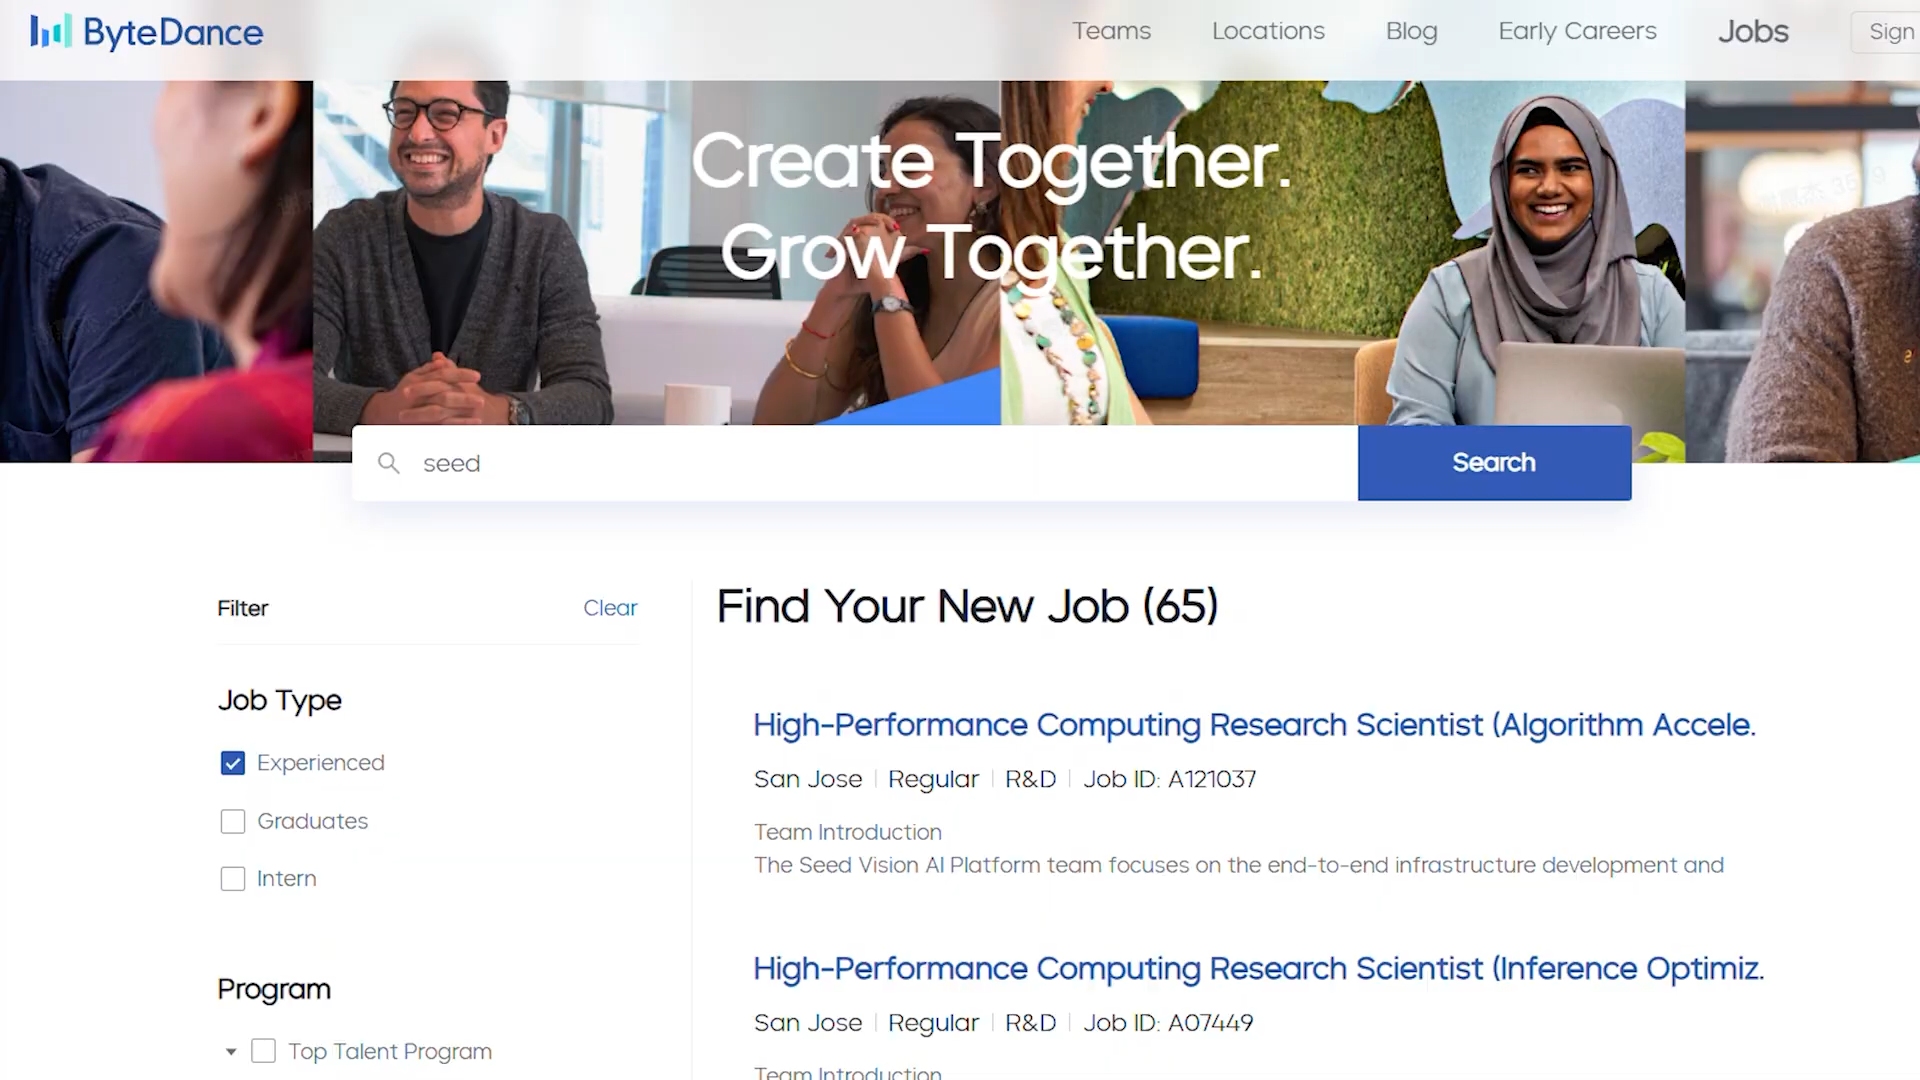 ByteDance
Teams
Locations
Blog
Early Careers
Jobs
Sign
Create Together.
Grow Together.
seed
Search
Filter
Clear
Find Your New Job (65)
Job Type
Experienced
Graduates
Intern
Program
Top Talent Program
High-Performance Computing Research Scientist (Algorithm Accele.
San Jose | Regular | R&D | Job ID: A121037
Team Introduction
The Seed Vision AI Platform team focuses on the end-to-end infrastructure development and
High-Performance Computing Research Scientist (Inference Optimiz.
San Jose | Regular | R&D | Job ID: A07449
Team Introduction